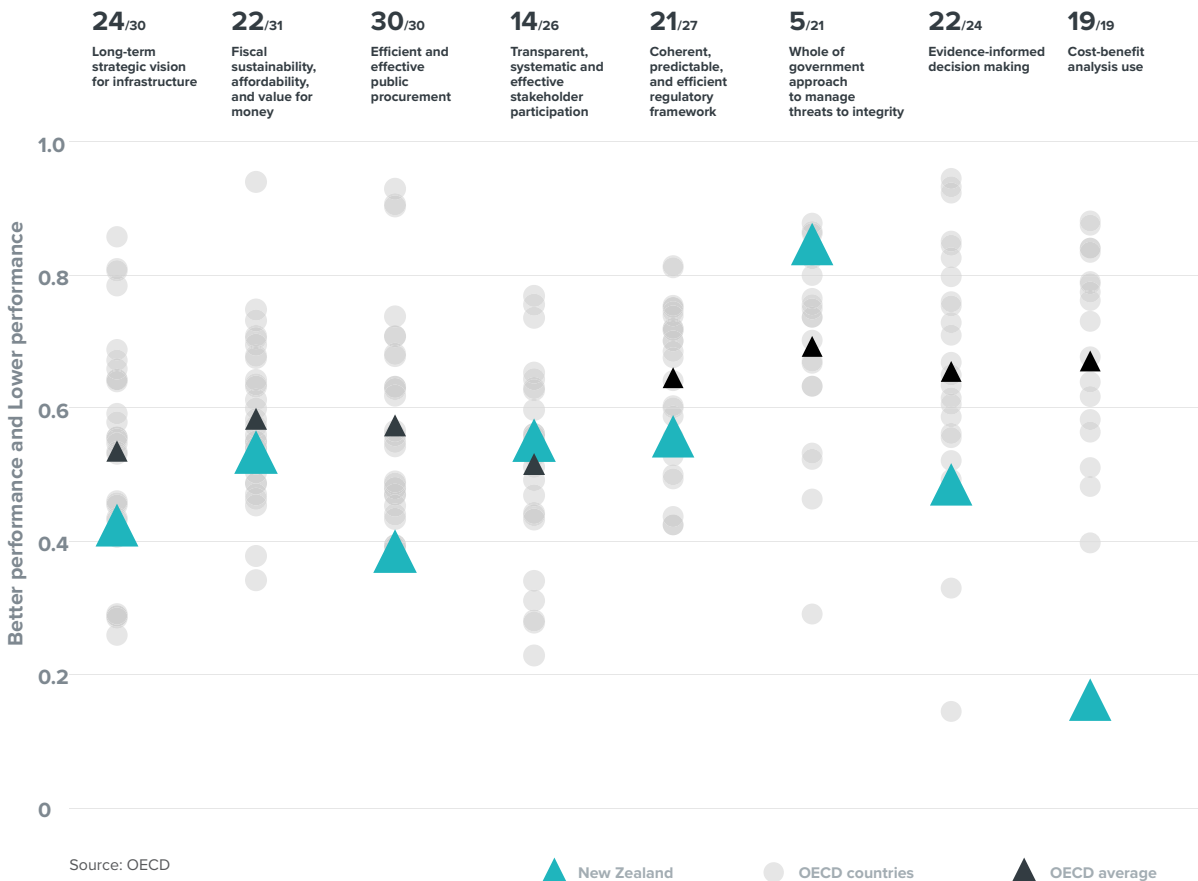 24/30
Long-term
strategic vision
for infrastructure
22/31
Fiscal
sustainability,
affordability,
and value for
money
30/30
Efficient and
effective
public
procurement
14/26
Transparent,
systematic and
effective
stakeholder
participation
21/27
Coherent,
predictable,
and efficient
regulatory
framework
5/21
Whole of
government
approach
to manage
threats to integrity
22/24
Evidence-informed
decision making
19/19
Cost-benefit
analysis use
Better performance and Lower performance
1.0
0.8
0.6
0.4
0.2
0
Source: OECD
New Zealand
OECD countries
OECD average